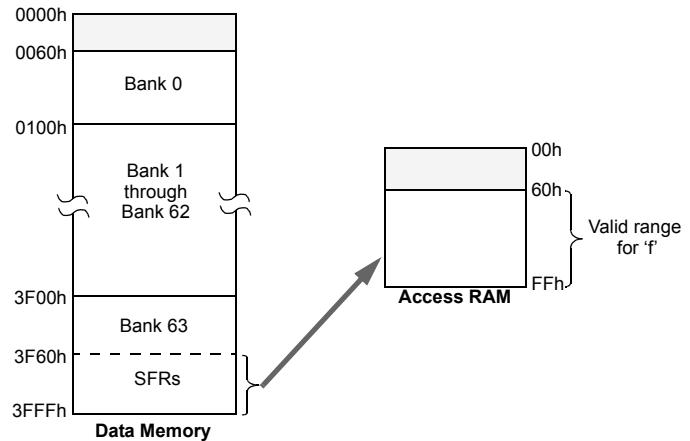 0000h
0060h
Bank 0
0100h
Bank 1
through
Bank 62
3F00h
Bank 63
3F60h
SFRs
3FFFh
Data Memory
00h
60h
Valid range
for ‘f’
FFh
Access RAM